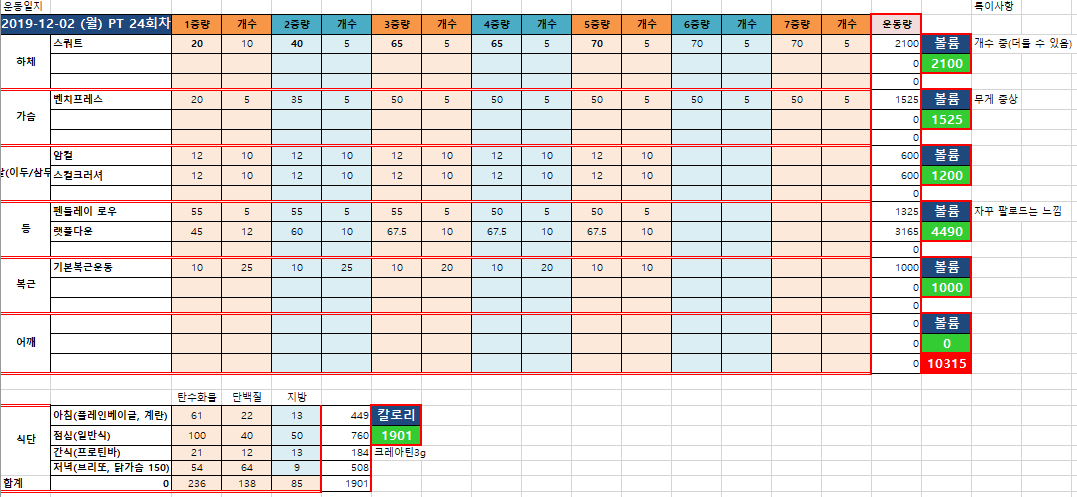 운동일지 특이사항
2019-12-02 (월) PT 24회차 1중량 개수 2중량 개수 3중량 개수 4중량 개수 5중량 개수 6중량 개수 7중량 개수 운동량
하체 스쿼트 20 10 40 5 65 5 65 5 70 5 70 5 70 5 2100 볼륨 개수 중(더들 수 있음)
0 2100
0
가슴 벤치프레스 20 5 35 5 50 5 50 5 50 5 50 5 50 5 1525 볼륨 무게 중상
0 1525
0
(이두/삼두 암컬 12 10 12 10 12 10 12 10 12 10 600 볼륨
스컬크러셔 12 10 12 10 12 10 12 10 12 10 600 1200
0
등 펜들레이 로우 55 5 55 5 55 5 50 5 50 5 1325 볼륨 자꾸 팔로드는 느낌
랫풀다운 45 12 60 10 67.5 10 67.5 10 67.5 10 3165 4490
0
복근 기본복근운동 10 25 10 25 10 20 10 20 10 10 1000 볼륨
0 1000
0
어깨 0 볼륨
0 0
0 10315
탄수화물 단백질 지방
식단 아침(플레인베이글, 계란) 61 22 13 449 칼로리
점심(일반식) 100 40 50 760 1901
간식(프로틴바) 21 12 13 184 크레아틴3g
저녁(브리또, 닭가슴 150) 54 64 9 508
합계 0 236 138 85 1901